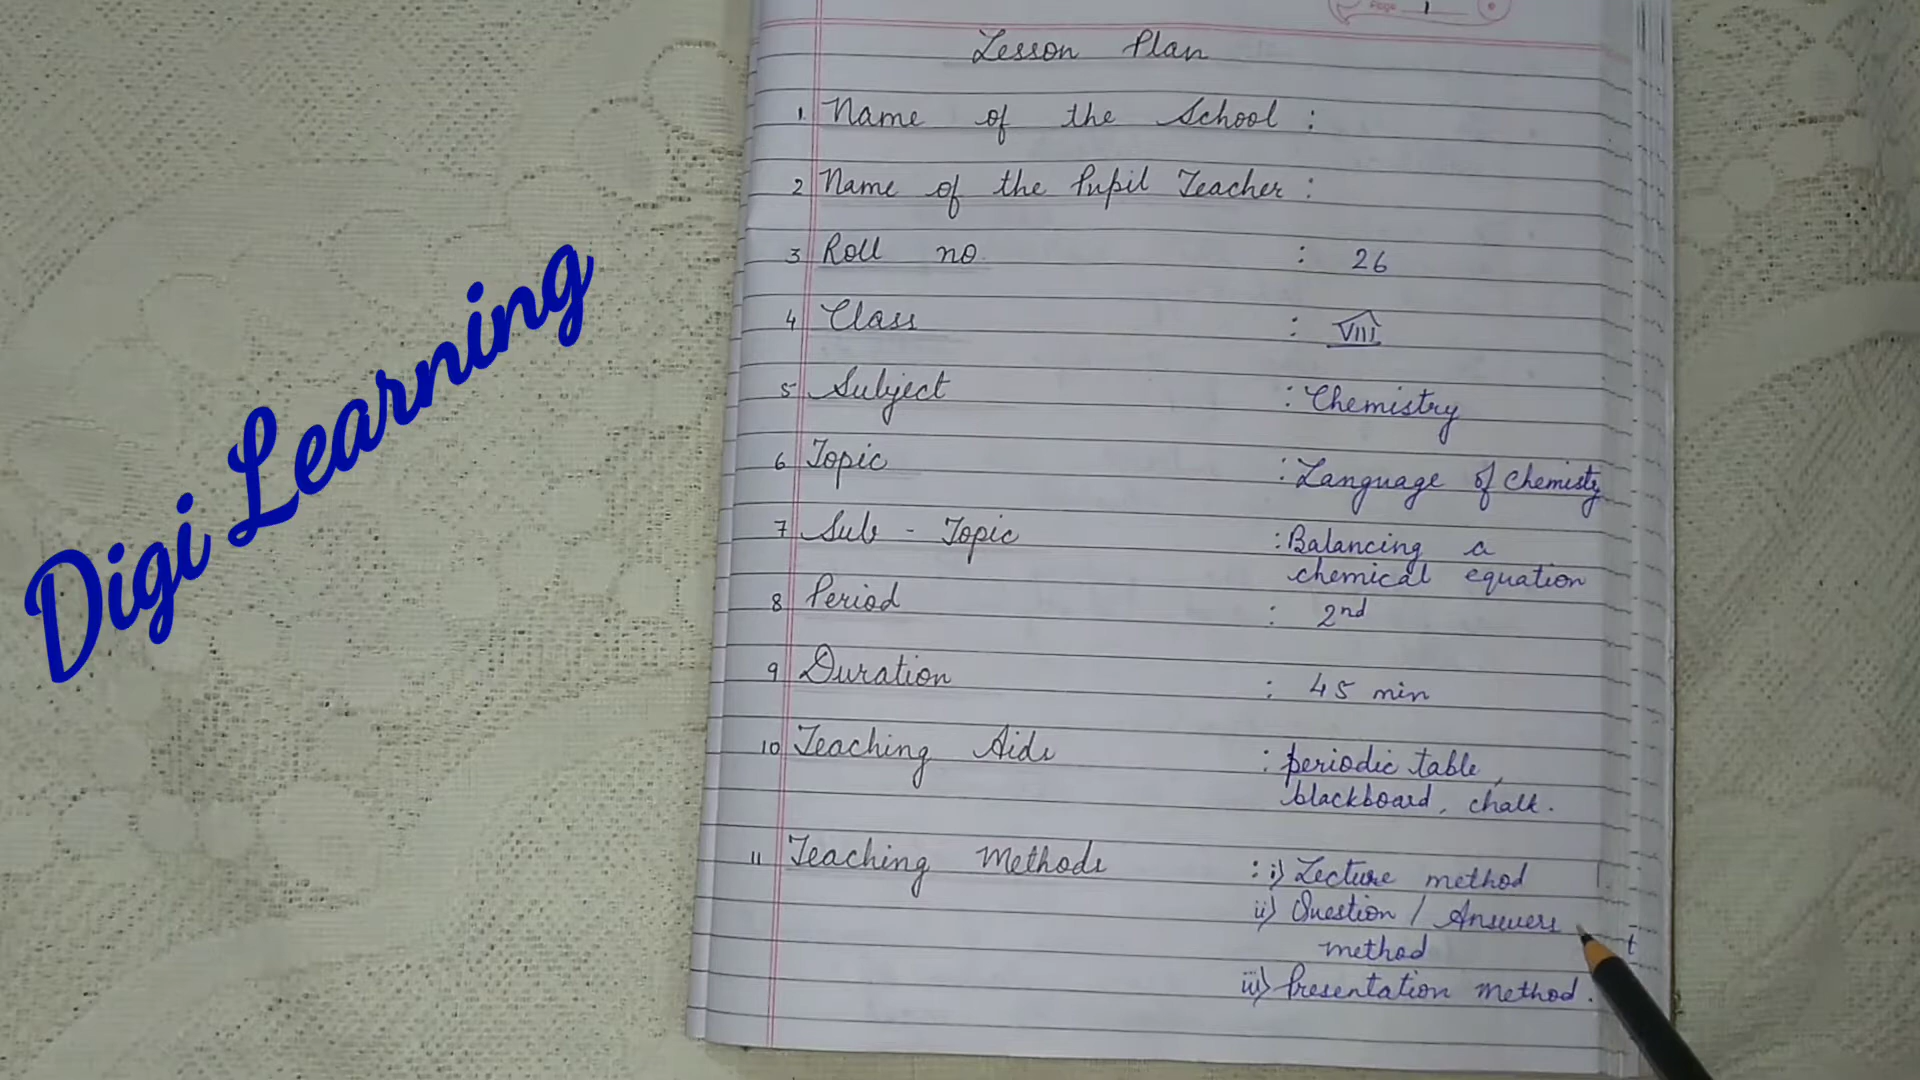 Page 1
Lesson Plan
1. Name of the School :
2 Name of the Pupil Teacher :
3 Roll no. : 26
4 Class : VIII
5 Subject : Chemistry
6 Topic : Language of Chemisty
7 Sub - Topic : Balancing a
chemical equation
8 Period : 2nd
9 Duration : 45 min
10 Teaching Aids : periodic table,
blackboard, chalk.
11 Teaching Methods : i) Lecture method
ii) Question / Answers
method
iii) Presentation method.
t
Digi Learning